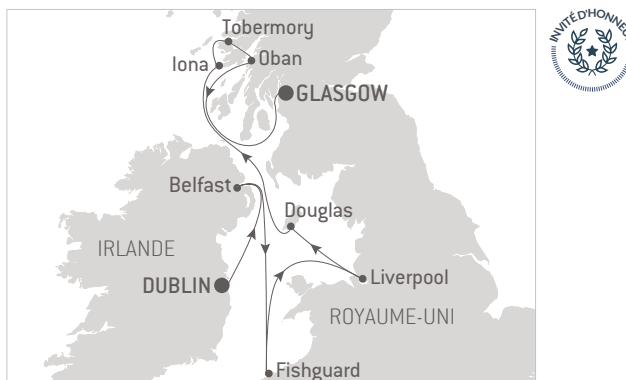 Tobermory
Iona
Oban
GLASGOW
INVITÉ D'HONNEUR
Belfast
Douglas
IRLANDE
DUBLIN
Liverpool
ROYAUME-UNI
Fishguard